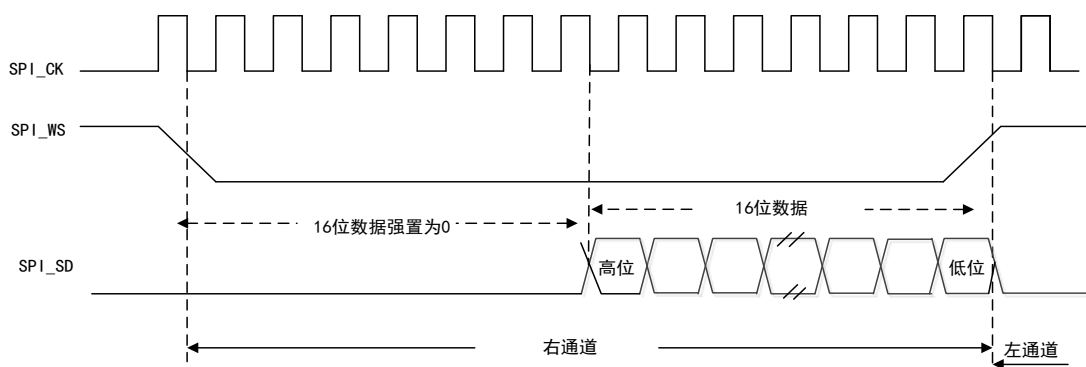 SPI_CK
SPI_WS
16位数据强置为0
16位数据
SPI_SD
高位
低位
右通道
左通道